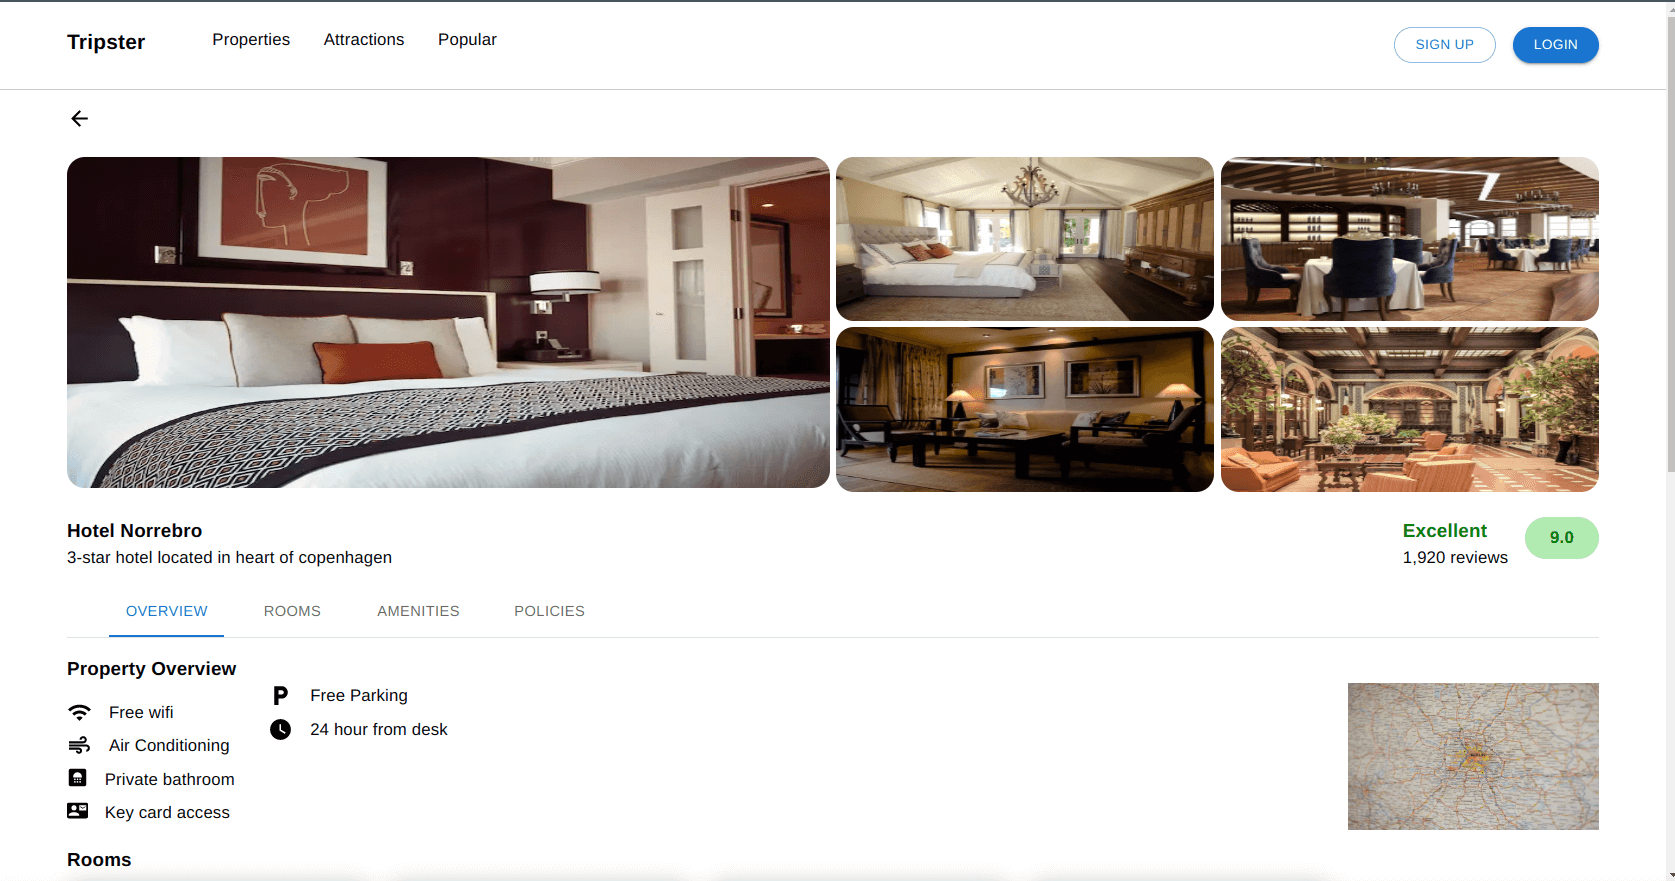 Tripster
Properties
Attractions
Popular
SIGN UP
LOGIN
Hotel Norrebro
3-star hotel located in heart of copenhagen
Excellent
1,920 reviews
9.0
OVERVIEW
ROOMS
AMENITIES
POLICIES
Property Overview
Free wifi
Air Conditioning
Private bathroom
Key card access
P
Free Parking
24 hour from desk
Rooms